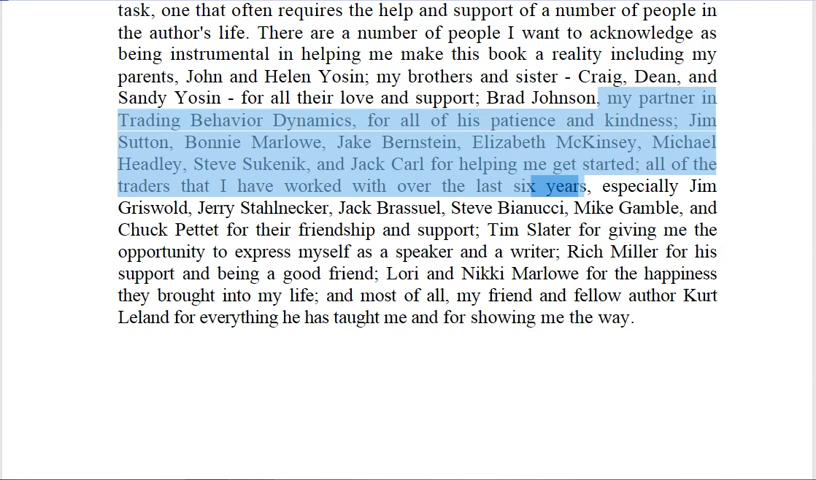 task, one that often requires the help and support of a number of people in
the author's life. There are a number of people I want to acknowledge as
being instrumental in helping me make this book a reality including my
parents, John and Helen Yosin; my brothers and sister - Craig, Dean, and
Sandy Yosin - for all their love and support; Brad Johnson, my partner in
Trading Behavior Dynamics, for all of his patience and kindness; Jim
Sutton, Bonnie Marlowe, Jake Bernstein, Elizabeth McKinsey, Michael
Headley, Steve Sukenik, and Jack Carl for helping me get started; all of the
traders that I have worked with over the last six years, especially Jim
Griswold, Jerry Stahlnecker, Jack Brassuel, Steve Bianucci, Mike Gamble, and
Chuck Pettet for their friendship and support; Tim Slater for giving me the
opportunity to express myself as a speaker and a writer; Rich Miller for his
support and being a good friend; Lori and Nikki Marlowe for the happiness
they brought into my life; and most of all, my friend and fellow author Kurt
Leland for everything he has taught me and for showing me the way.